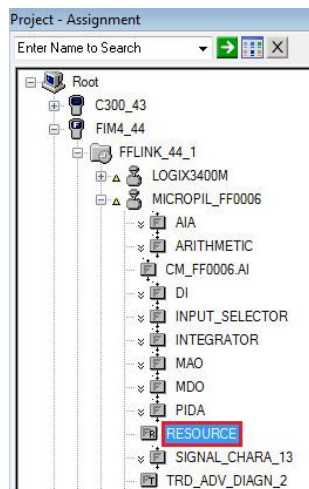 Project - Assignment
Enter Name to Search
Root
C300_43
FIM4_44
FFLINK_44_1
LOGIX3400M
MICROPIL_FF0006
AIA
ARITHMETIC
CM_FF0006.AI
DI
INPUT_SELECTOR
INTEGRATOR
MAO
MDO
PIDA
RESOURCE
SIGNAL_CHARA_13
TRD_ADV_DIAGN_2